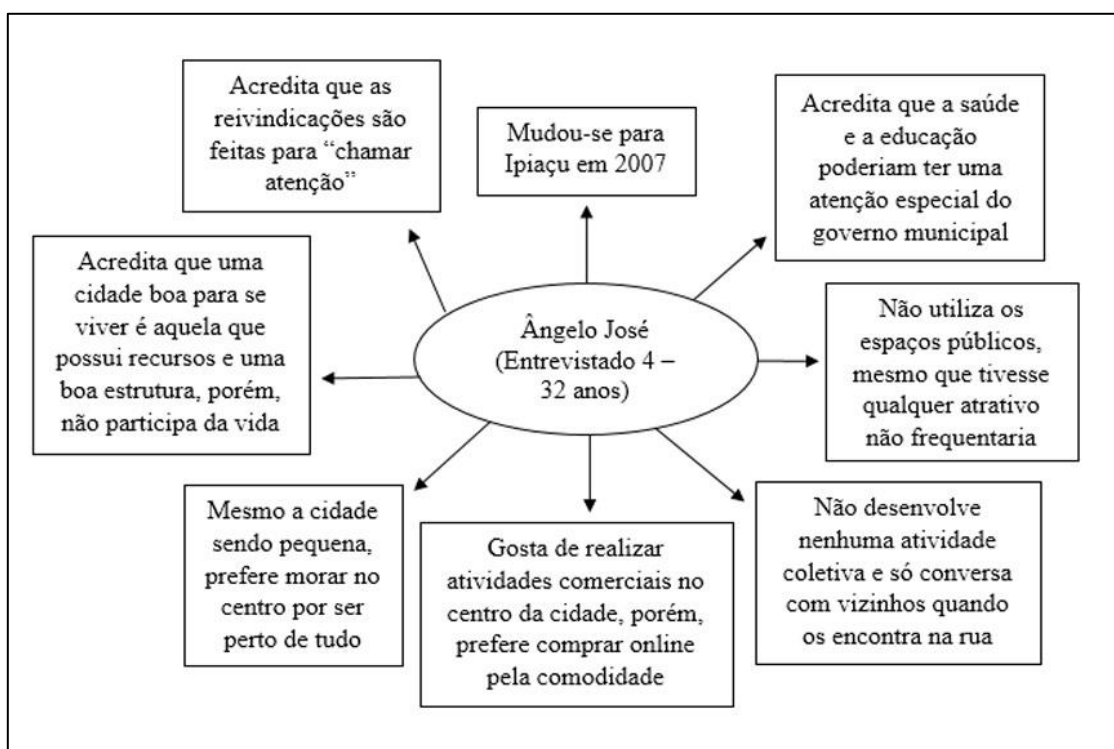 Acredita que as
reivindicações são
feitas para “chamar
atenção”
Mudou-se para
Ipiaçu em 2007
Acredita que a saúde
e a educação
poderiam ter uma
atenção especial do
governo municipal
Acredita que uma
cidade boa para se
viver é aquela que
possui recursos e uma
boa estrutura, porém,
não participa da vida
Ângelo José
(Entrevistado 4 –
32 anos)
Não utiliza os
espaços públicos,
mesmo que tivesse
qualquer atrativo
não frequentaria
Mesmo a cidade
sendo pequena,
prefere morar no
centro por ser
perto de tudo
Gosta de realizar
atividades comerciais no
centro da cidade, porém,
prefere comprar online
pela comodidade
Não desenvolve
nenhuma atividade
coletiva e só conversa
com vizinhos quando
os encontra na rua